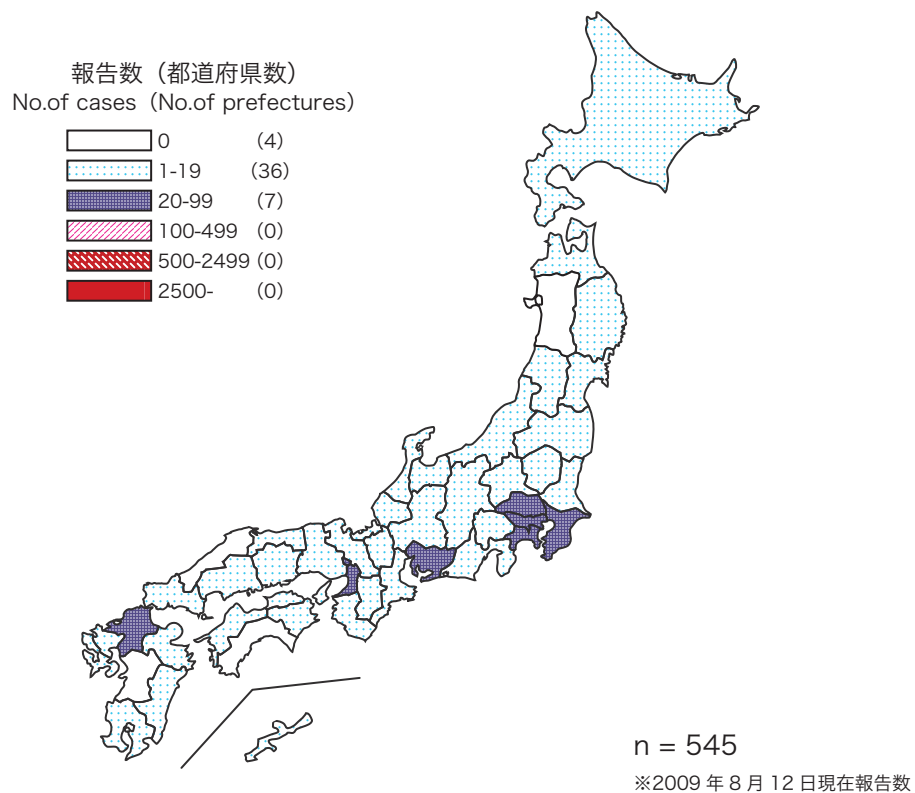 報告数（都道府県数）
No.of cases（No.of prefectures）
0 (4)
1-19 (36)
20-99 (7)
100-499 (0)
500-2499 (0)
2500- (0)
n = 545
※2009 年 8 月 12 日現在報告数